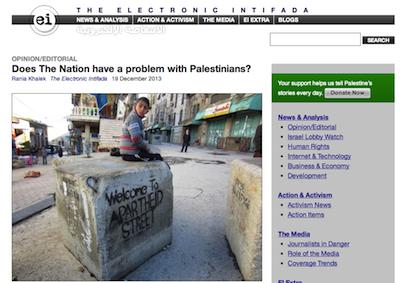 THE ELECTRONIC INTIFADA
ei
NEWS & ANALYSIS | ACTION & ACTIVISM | THE MEDIA | EI EXTRA | BLOGS
الانتفاضة الإلكترونية
SEARCH
OPINION/EDITORIAL
Does The Nation have a problem with Palestinians?
Rania Khalek The Electronic Intifada 19 December 2013
Welcome To
APARTHEID
STREET
Your support helps us tell Palestine's
stories every day. Donate Now
News & Analysis
• Opinion/Editorial
• Israel Lobby Watch
• Human Rights
• Internet & Technology
• Business & Economy
• Development
Action & Activism
• Activism News
• Action Items
The Media
• Journalists in Danger
• Role of the Media
• Coverage Trends
EI Extra